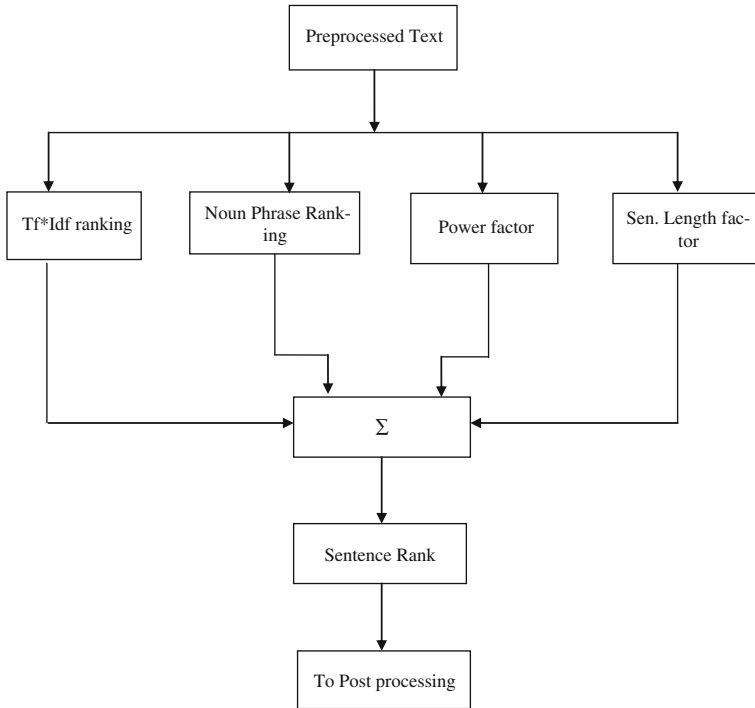 Preprocessed Text
Tf*Idf ranking
Noun Phrase Rank-
ing
Power factor
Sen. Length fac-
tor
Σ
Sentence Rank
To Post processing